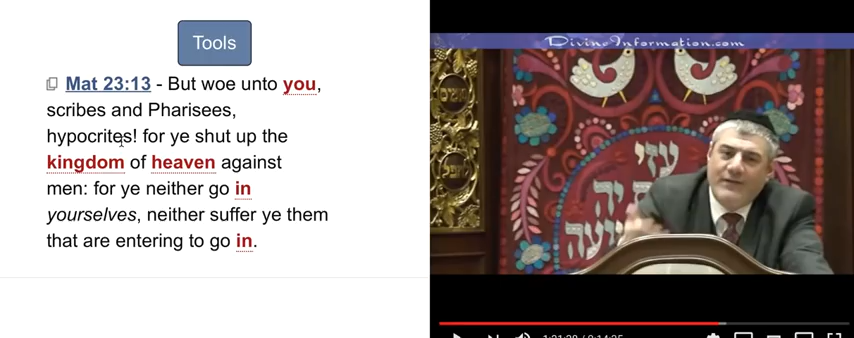 Tools
Mat 23:13 - But woe unto you,
scribes and Pharisees,
hypocrites! for ye shut up the
kingdom of heaven against
men: for ye neither go in
yourselves, neither suffer ye them
that are entering to go in.
DivineInformation.com
עזי